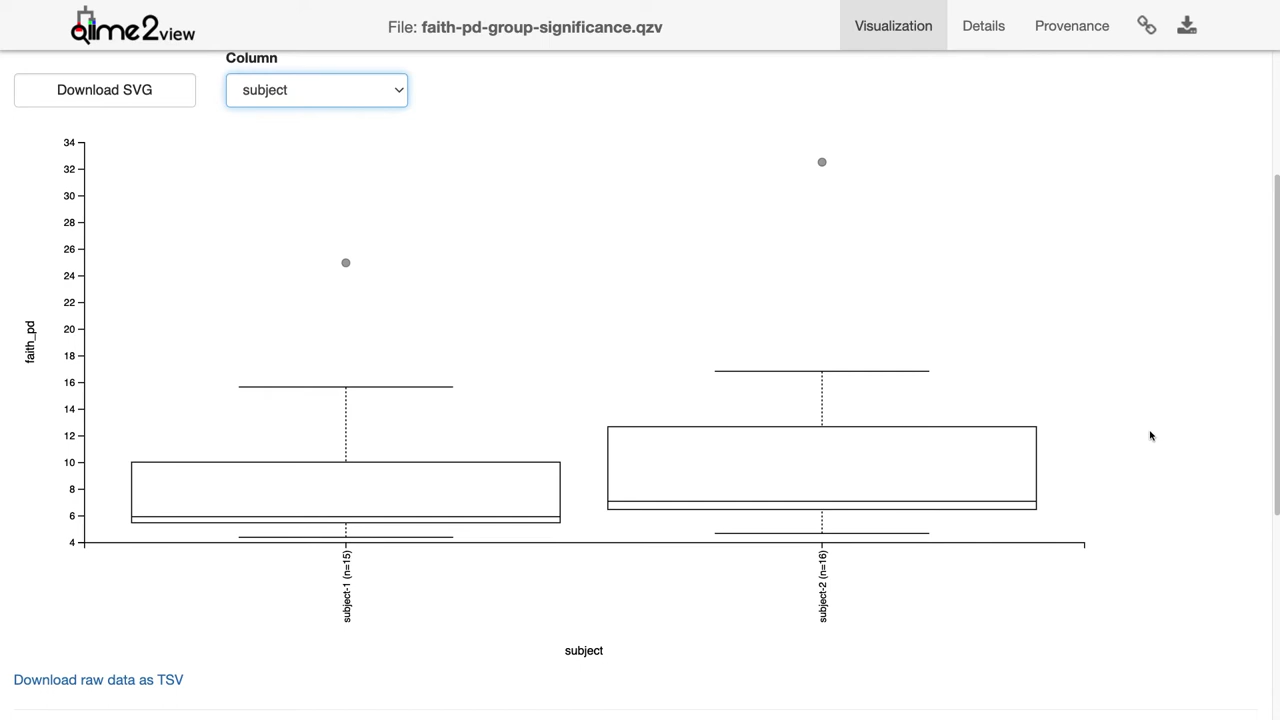 qiime2view
File: faith-pd-group-significance.qzv
Visualization
Details
Provenance
Column
Download SVG
subject
34
32
30
28
26
24
22
20
18
16
14
12
10
8
6
4
faith_pd
subject-1 (n=15)
subject-2 (n=16)
subject
Download raw data as TSV